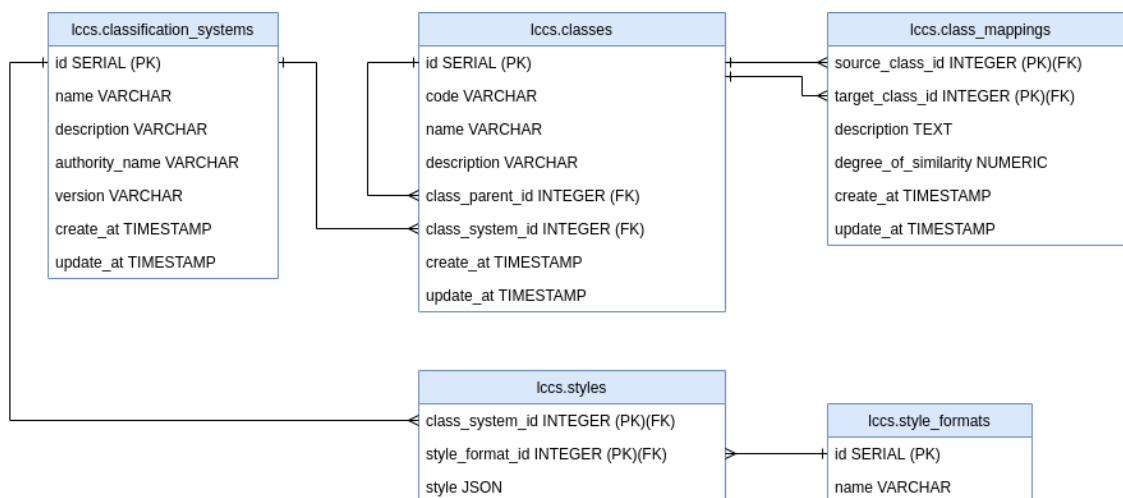 lccs.classification_systems
id SERIAL (PK)
name VARCHAR
description VARCHAR
authority_name VARCHAR
version VARCHAR
create_at TIMESTAMP
update_at TIMESTAMP
lccs.classes
id SERIAL (PK)
code VARCHAR
name VARCHAR
description VARCHAR
class_parent_id INTEGER (FK)
class_system_id INTEGER (FK)
create_at TIMESTAMP
update_at TIMESTAMP
lccs.class_mappings
source_class_id INTEGER (PK)(FK)
target_class_id INTEGER (PK)(FK)
description TEXT
degree_of_similarity NUMERIC
create_at TIMESTAMP
update_at TIMESTAMP
lccs.styles
class_system_id INTEGER (PK)(FK)
style_format_id INTEGER (PK)(FK)
style JSON
lccs.style_formats
id SERIAL (PK)
name VARCHAR